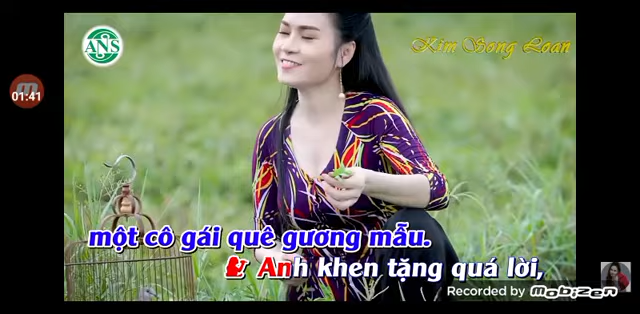 ANS
Kim Song Loan
01:41
một cô gái quê gương mẫu.
& Anh khen tặng quá lời,
Recorded by mobizen